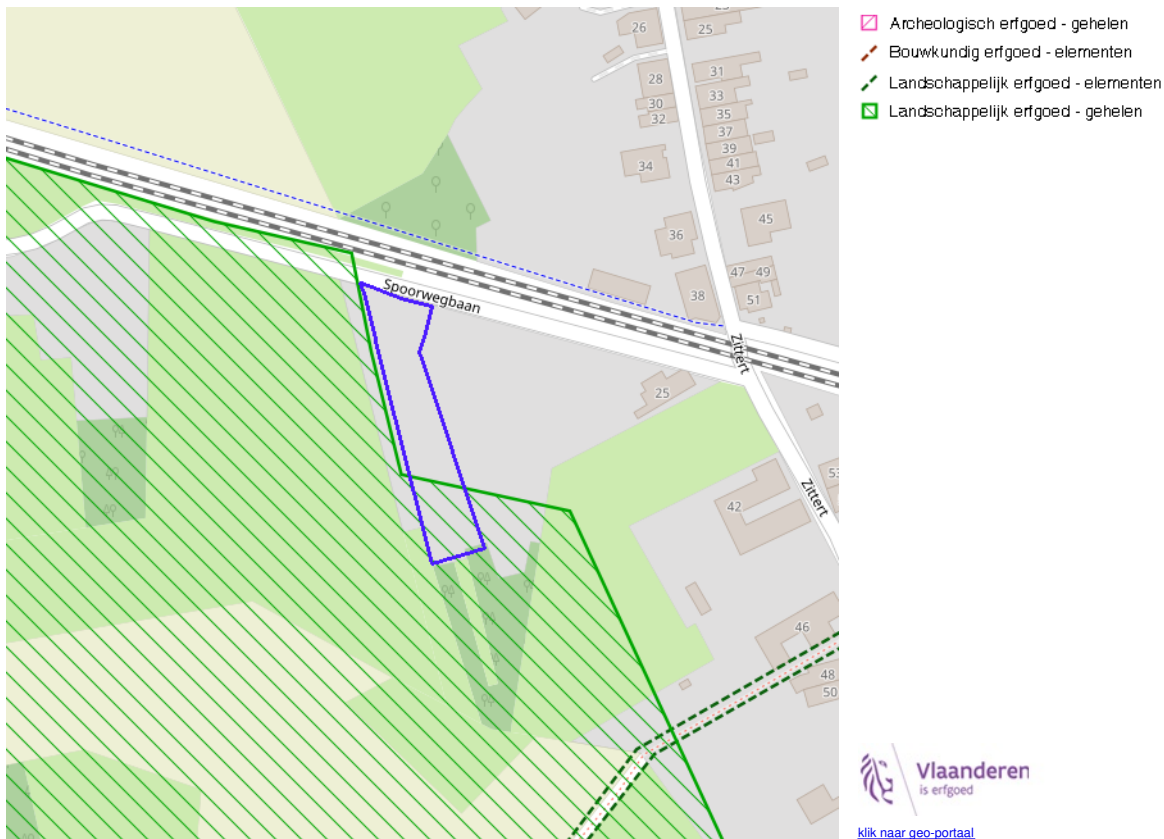 Archeologisch erfgoed - gehelen
Bouwkundig erfgoed - elementen
Landschappelijk erfgoed - elementen
Landschappelijk erfgoed - gehelen
26
25
28
31
30
33
32
35
37
39
34
41
43
45
36
47
49
38
51
Spoorwegbaan
Zittert
25
Zittert
42
53
46
48
50
Vlaanderen
is erfgoed
klik naar geo-portaal